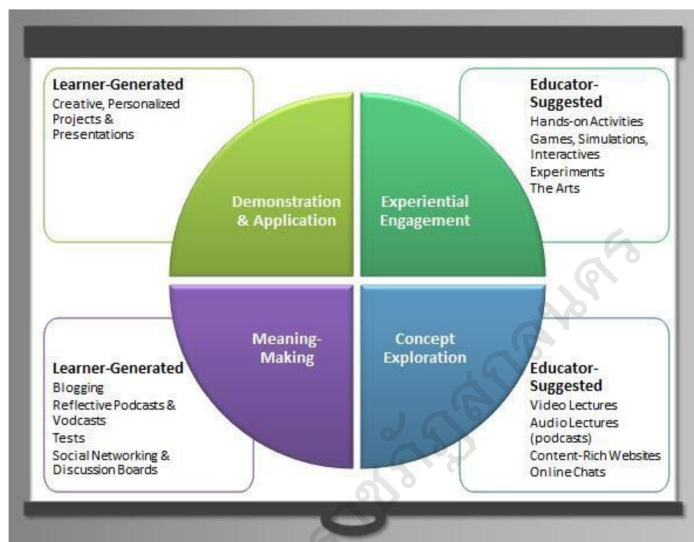 Learner-Generated
Creative, Personalized
Projects &
Presentations
Educator-
Suggested
Hands-on Activities
Games, Simulations,
Interactives
Experiments
The Arts
Demonstration
& Application
Experiential
Engagement
Meaning-
Making
Concept
Exploration
Learner-Generated
Blogging
Reflective Podcasts &
Vodcasts
Tests
Social Networking &
Discussion Boards
Educator-
Suggested
Video Lectures
Audio Lectures
(podcasts)
Content-Rich Websites
Online Chats